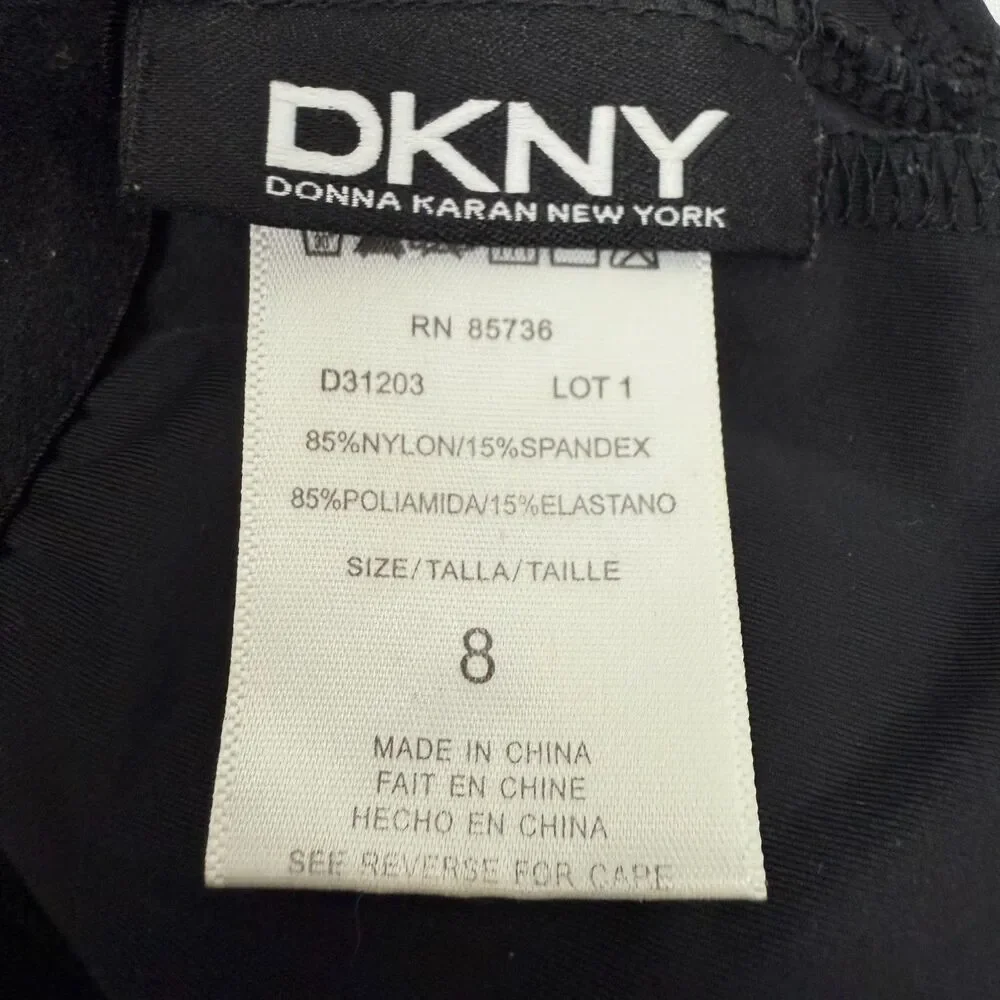 DKNY
DONNA KARAN NEW YORK
RN 85736
D31203 LOT 1
85%NYLON/15%SPANDEX
85%POLIAMIDA/15%ELASTANO
SIZE/TALLA/TAILLE
8
MADE IN CHINA
FAIT EN CHINE
HECHO EN CHINA
SEE REVERSE FOR CARE